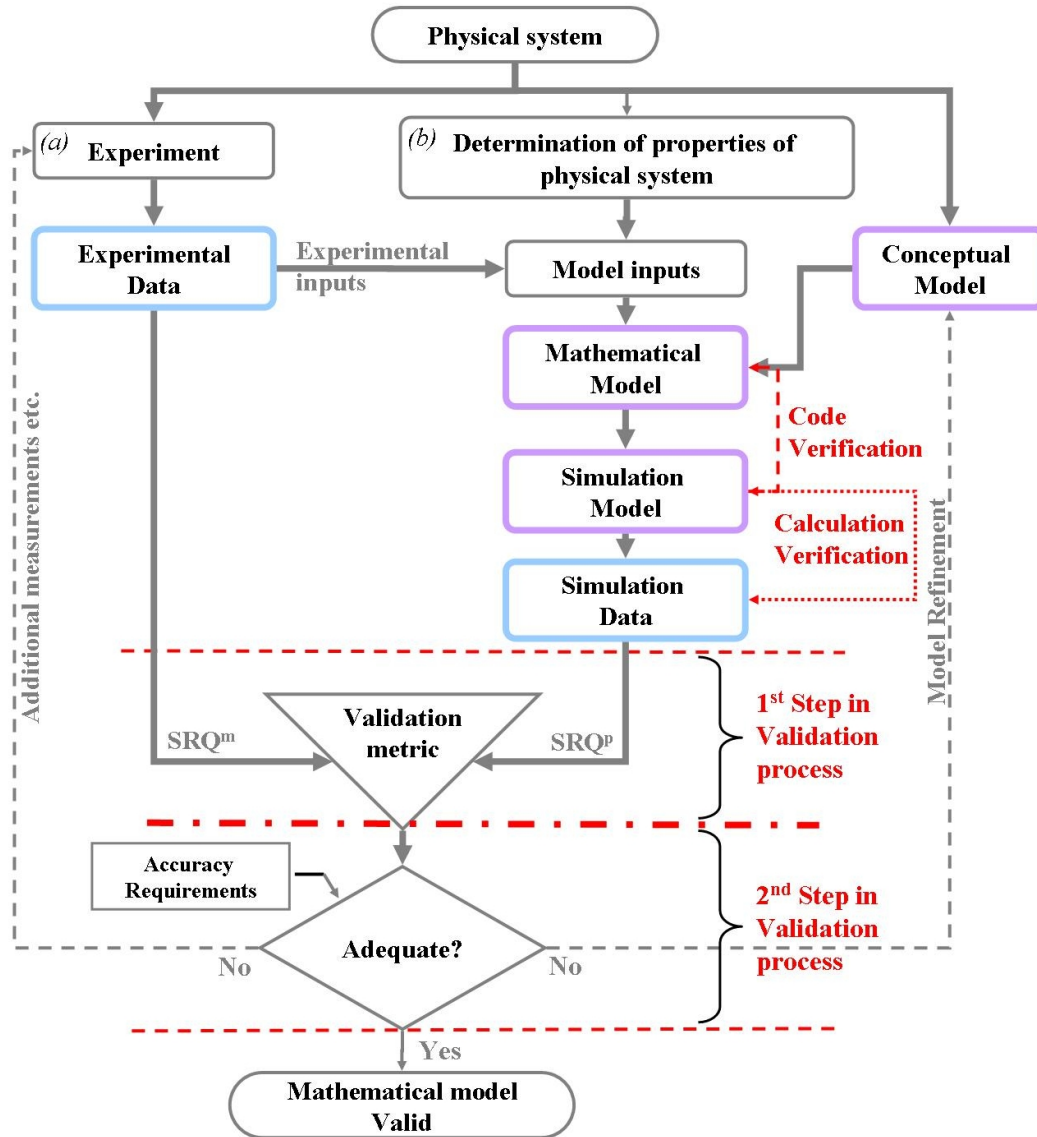 Physical system
(a)
Experiment
(b)
Determination of properties of
physical system
Experimental
Data
Experimental
inputs
Model inputs
Conceptual
Model
Mathematical
Model
Code
Verification
Simulation
Model
Calculation
Verification
Simulation
Data
Additional measurements etc.
Model Refinement
Validation
metric
SRQᵐ
SRQᵖ
1ˢᵗ Step in
Validation
process
Accuracy
Requirements
Adequate?
No
No
2ⁿᵈ Step in
Validation
process
Yes
Mathematical model
Valid